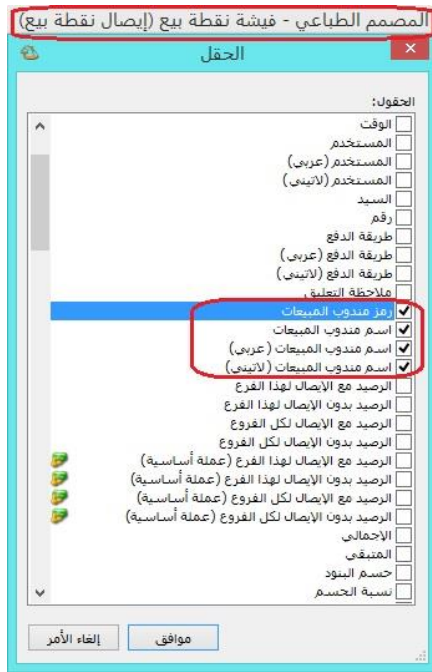 المصمم الطباعي - فيشة نقطة بيع (إيصال نقطة بيع)
الحقل
الحقول:
الوقت
المستخدم
المستخدم (عربي)
المستخدم (لاتيني)
السيد
رقم
طريقة الدفع
طريقة الدفع (عربي)
طريقة الدفع (لاتيني)
ملاحظة التعليق
رمز مندوب المبيعات
اسم مندوب المبيعات
اسم مندوب المبيعات (عربي)
اسم مندوب المبيعات (لاتيني)
الرصيد مع الإيصال لهذا الفرع
الرصيد بدون الإيصال لهذا الفرع
الرصيد مع الإيصال لكل الفروع
الرصيد بدون الإيصال لكل الفروع
الرصيد مع الإيصال لهذا الفرع (عملة أساسية)
الرصيد بدون الإيصال لهذا الفرع (عملة أساسية)
الرصيد مع الإيصال لكل الفروع (عملة أساسية)
الرصيد بدون الإيصال لكل الفروع (عملة أساسية)
الإجمالي
المتبقي
حسم البنود
نسبة الحسم
موافق
إلغاء الأمر